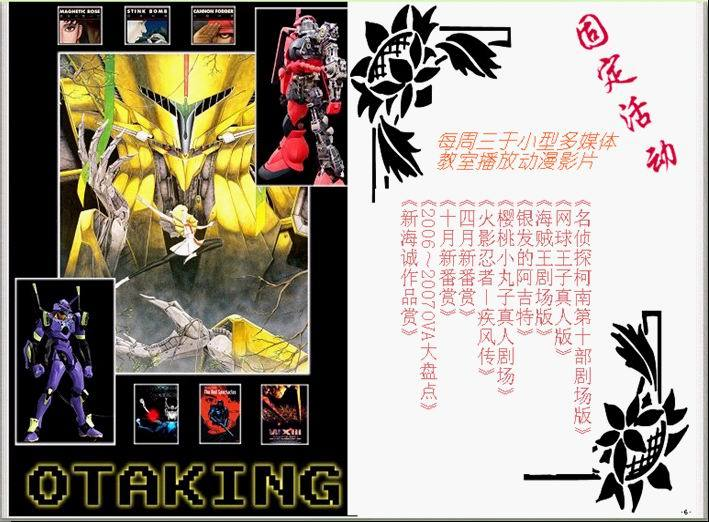 MAGNETIC ROSE
STINK BOMB
CANNON FODDER
The Red Spectacles
WXIII
OTAKING
固定活动
每周三于小型多媒体
教室播放动漫影片
《名侦探柯南第十部剧场版》
《网球王子真人版》
《海贼王剧场版》
《银发的阿吉特》
《樱桃小丸子真人剧场》
《火影忍者—疾风传》
《四月新番赏》
《十月新番赏》
《2006～2007OVA大盘点》
《新海诚作品赏》
-6-